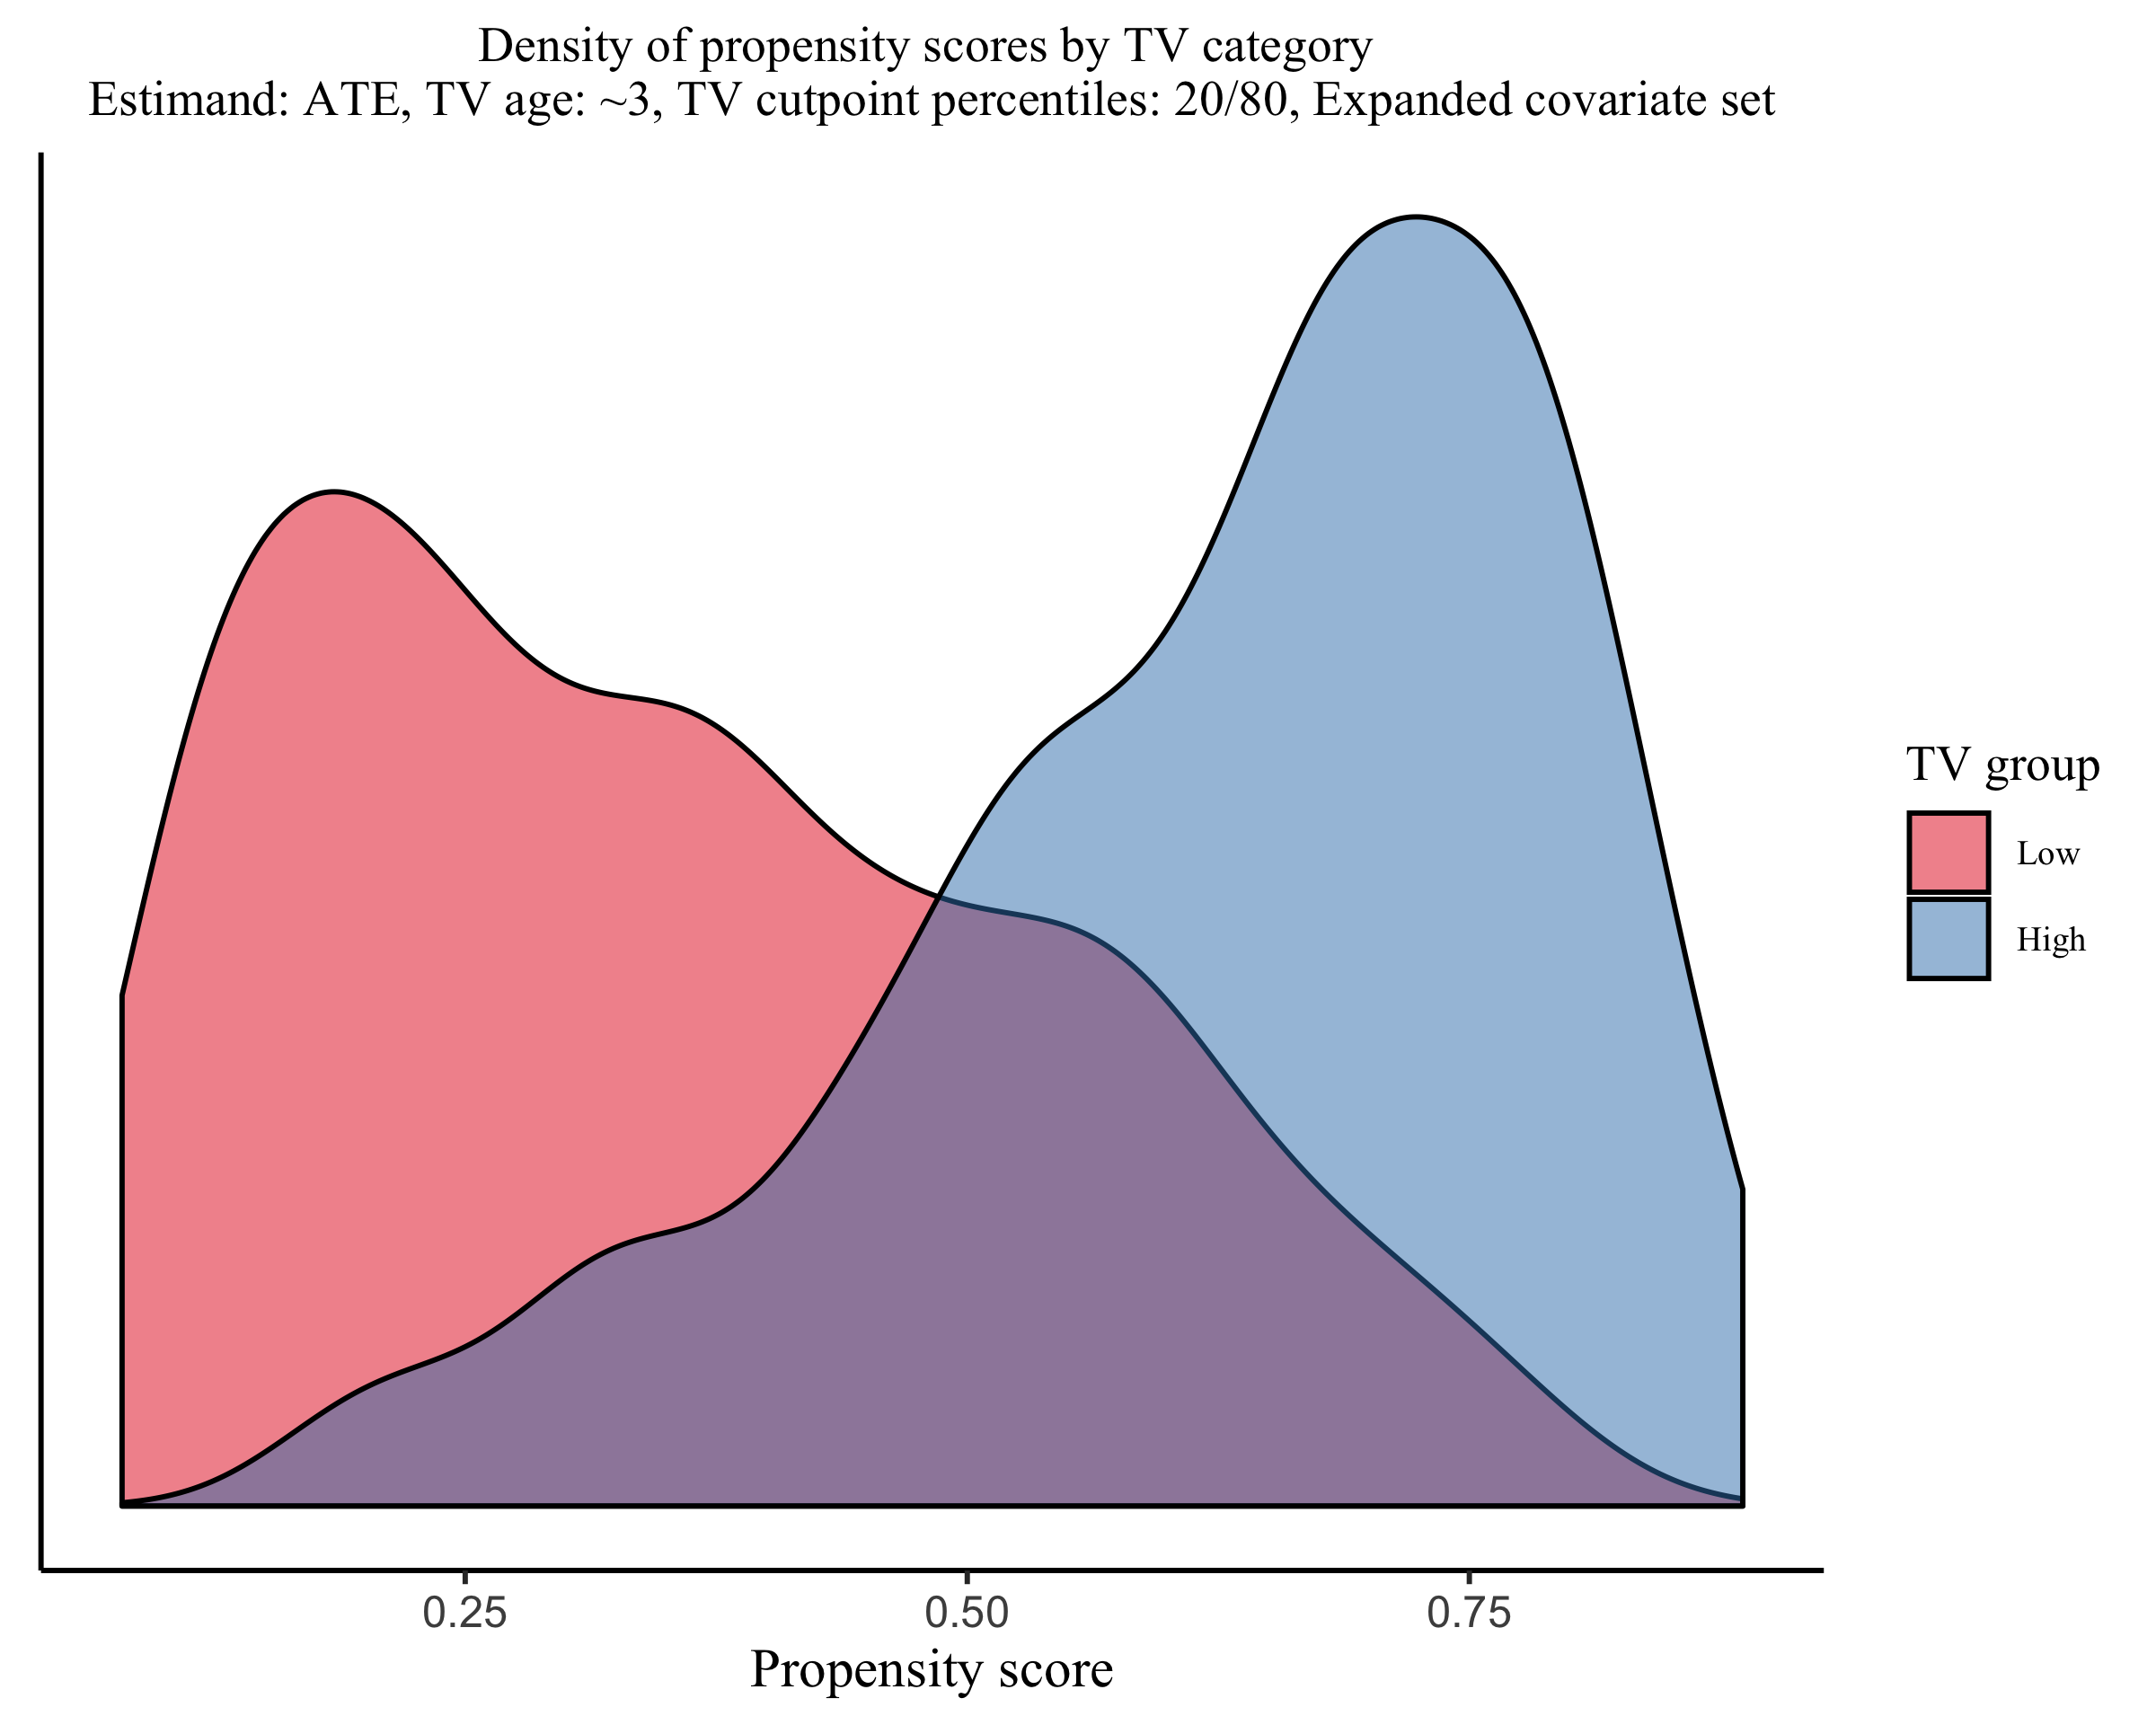 Density of propensity scores by TV category
Estimand: ATE, TV age: ~3, TV cutpoint percentiles: 20/80, Expanded covariate set
TV group
Low
High
0.25 0.50 0.75
Propensity score